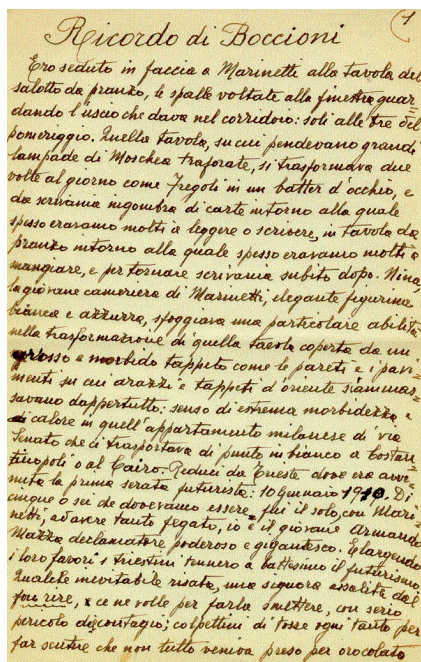 1
Ricordo di Boccioni
Ero seduto in faccia a Marinetti alla tavola del
salotto da pranzo, le spalle voltate alla finestra guar=
dando l'uscio che dava nel corridoio: soli alle tre del
pomeriggio. Quella tavola, su cui pendevano grandi
lampade di Moschea traforate, si trasformava due
volte al giorno come Fregoli in un batter d'occhio, e
da scrivania ingombra di carte intorno alla quale
spesso eravamo molti a leggere o scrivere, in tavola da
pranzo intorno alla quale spesso eravamo molti a
mangiare, e per tornare scrivania subito dopo. Nina,
la giovane cameriera di Marinetti, elegante figurina
bianca e azzurra, sfoggiava una particolare abilità
nella trasformazione di quella tavola coperta da un
grosso e morbido tappeto come le pareti e i pavi=
menti su cui arazzi e tappeti d'oriente s'ammas=
savano dappertutto: senso di estrema morbidezza e
di calore in quell'appartamento milanese di via
Senato che ti trasportava di punto in bianco a Costan=
tinopoli o al Cairo. Reduci da Trieste dove era avve=
nuta la prima serata futurista: 10 Gennaio 1910. Di
cinque o sei che dovevamo essere, fui il solo, con Mari=
netti, ad avere tanto fegato, io e il giovane Armando
Mazza declamatore poderoso e gigantesco. Elargendo
i loro favori i triestini tennero a battesimo il futurismo.
Qualche inevitabile risata, una signora assalita dal
fou rire, ce ne volle per farla smettere, con serio
pericolo di contagio; colpettini di tosse ogni tanto per
far sentire che non tutto veniva preso per orocolato